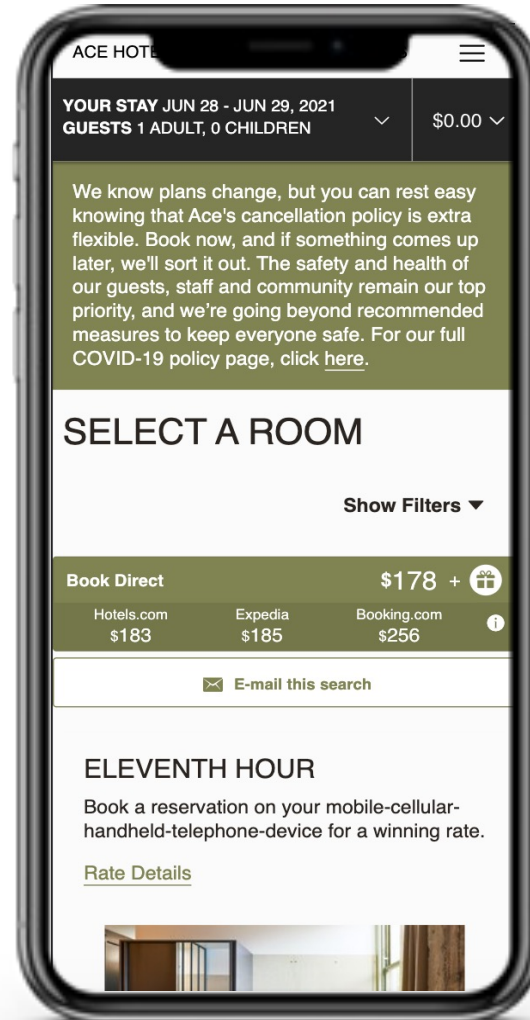 ACE HOTE
YOUR STAY JUN 28 - JUN 29, 2021
GUESTS 1 ADULT, 0 CHILDREN
$0.00
We know plans change, but you can rest easy
knowing that Ace's cancellation policy is extra
flexible. Book now, and if something comes up
later, we'll sort it out. The safety and health of
our guests, staff and community remain our top
priority, and we’re going beyond recommended
measures to keep everyone safe. For our full
COVID-19 policy page, click here.
SELECT A ROOM
Show Filters
Book Direct $178 +
Hotels.com Expedia Booking.com
$183 $185 $256
E-mail this search
ELEVENTH HOUR
Book a reservation on your mobile-cellular-
handheld-telephone-device for a winning rate.
Rate Details